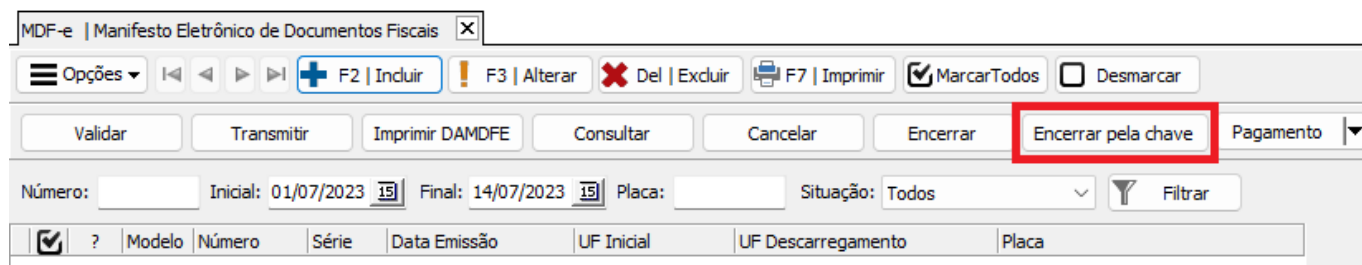 MDF-e | Manifesto Eletrônico de Documentos Fiscais
Opções F2 | Incluir F3 | Alterar Del | Excluir F7 | Imprimir MarcarTodos Desmarcar
Validar Transmitir Imprimir DAMDFE Consultar Cancelar Encerrar Encerrar pela chave Pagamento
Número: Inicial: 01/07/2023 15 Final: 14/07/2023 15 Placa: Situação: Todos Filtrar
? Modelo Número Série Data Emissão UF Inicial UF Descarregamento Placa